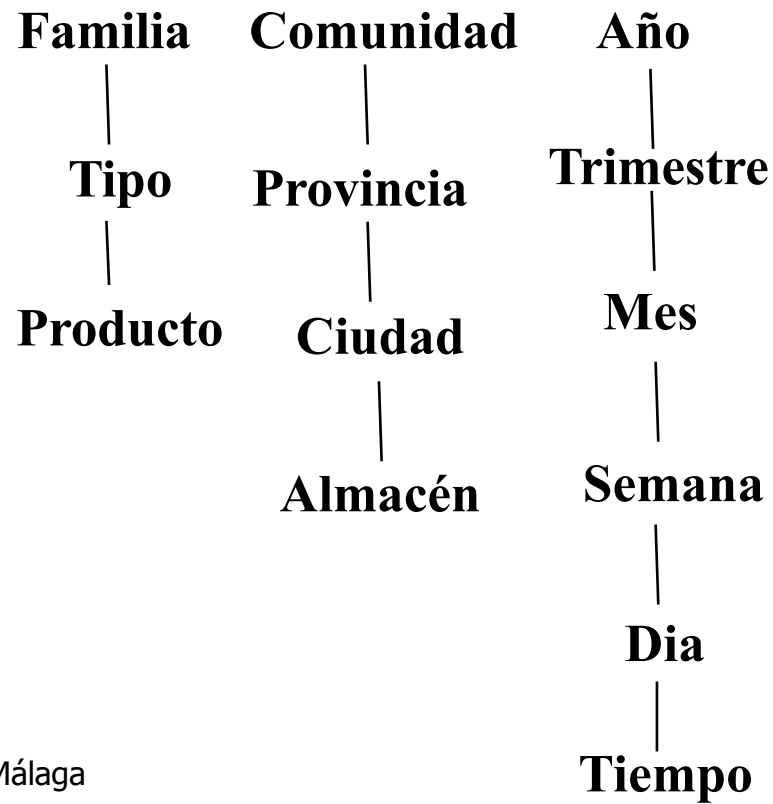 Familia
Tipo
Producto
Comunidad
Provincia
Ciudad
Almacén
Año
Trimestre
Mes
Semana
Dia
Tiempo
Málaga